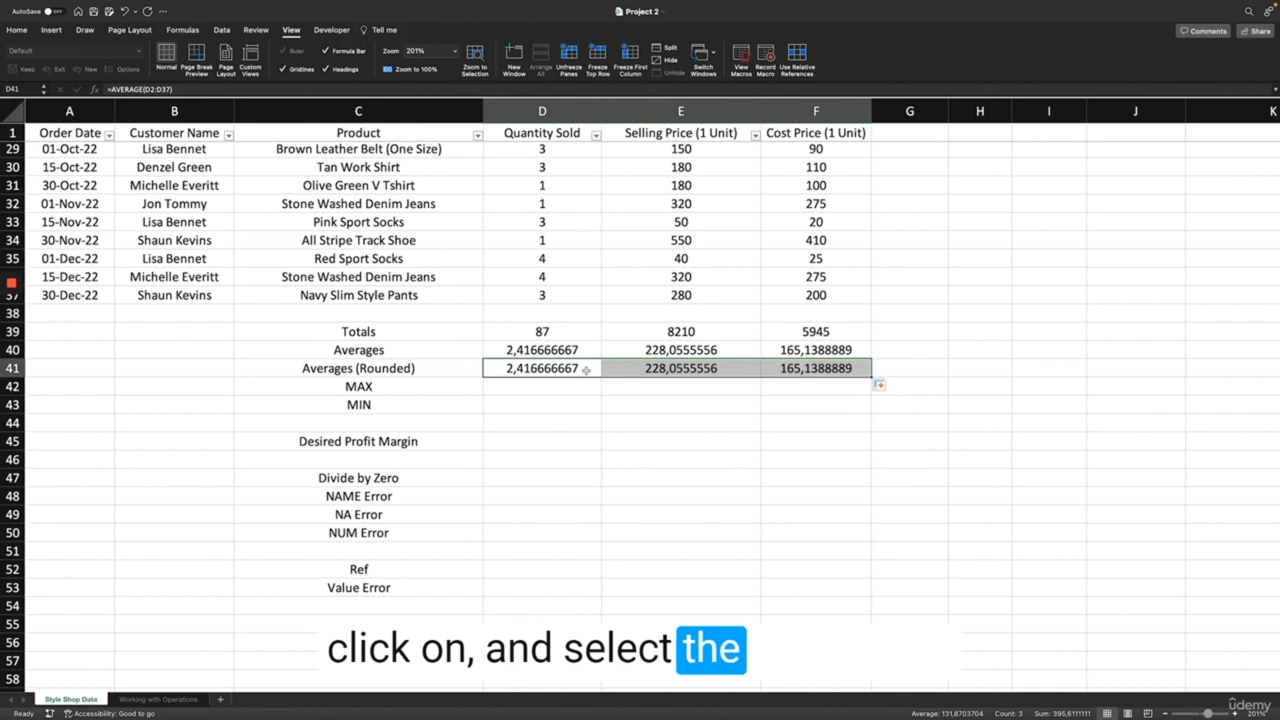 AutoSave OFF Project 2
Home Insert Draw Page Layout Formulas Data Page Break View Developer Tell me Comments Share
Default Ruler Formula Bar Zoom 201% Split
Keep Exit New Options Gridlines Headings Zoom to 100% Hide Unhide
Normal Page Break Preview Page Layout Custom Views Zoom to Selection New Window Arrange All Unfreeze Panes Freeze Top Row Freeze First Column Switch Windows View Macros Record Macro Use Relative References
D41 fx =AVERAGE(D2:D37)
A B C D E F G H I J K
1 Order Date Customer Name Product Quantity Sold Selling Price (1 Unit) Cost Price (1 Unit)
29 01-Oct-22 Lisa Bennet Brown Leather Belt (One Size) 3 150 90
30 15-Oct-22 Denzel Green Tan Work Shirt 3 180 110
31 30-Oct-22 Michelle Everitt Olive Green V Tshirt 1 180 100
32 01-Nov-22 Jon Tommy Stone Washed Denim Jeans 1 320 275
33 15-Nov-22 Lisa Bennet Pink Sport Socks 3 50 20
34 30-Nov-22 Shaun Kevins All Stripe Track Shoe 1 550 410
35 01-Dec-22 Lisa Bennet Red Sport Socks 4 40 25
15-Dec-22 Michelle Everitt Stone Washed Denim Jeans 4 320 275
37 30-Dec-22 Shaun Kevins Navy Slim Style Pants 3 280 200
38
39 Totals 87 8210 5945
40 Averages 2,416666667 228,0555556 165,1388889
41 Averages (Rounded) 2,416666667 228,0555556 165,1388889
42 MAX
43 MIN
44
45 Desired Profit Margin
46
47 Divide by Zero
48 NAME Error
49 NA Error
50 NUM Error
51
52 Ref
53 Value Error
54
55
56
57
58
click on, and select the
Style Shop Data Working with Operations +
Ready Accessibility: Good to go Average: 131,8703704 Count: 3 Sum: 395,6111111 201%
ûdemy